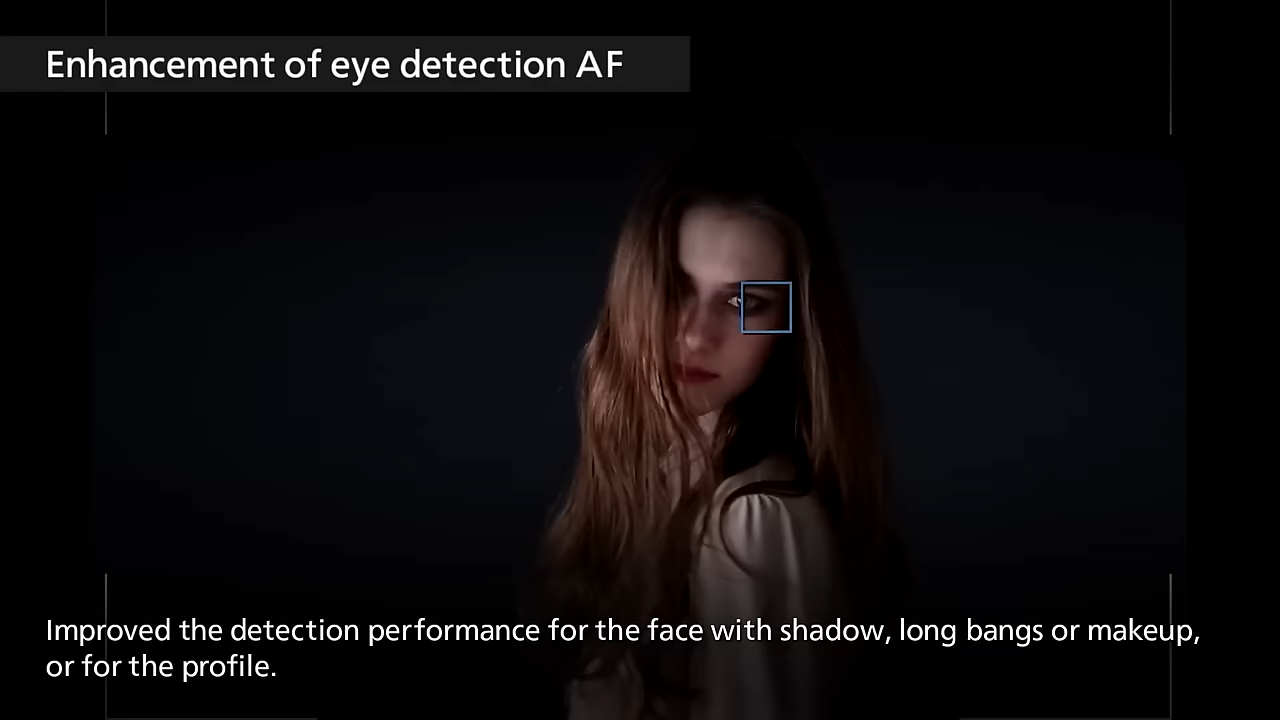 Enhancement of eye detection AF
Improved the detection performance for the face with shadow, long bangs or makeup,
or for the profile.